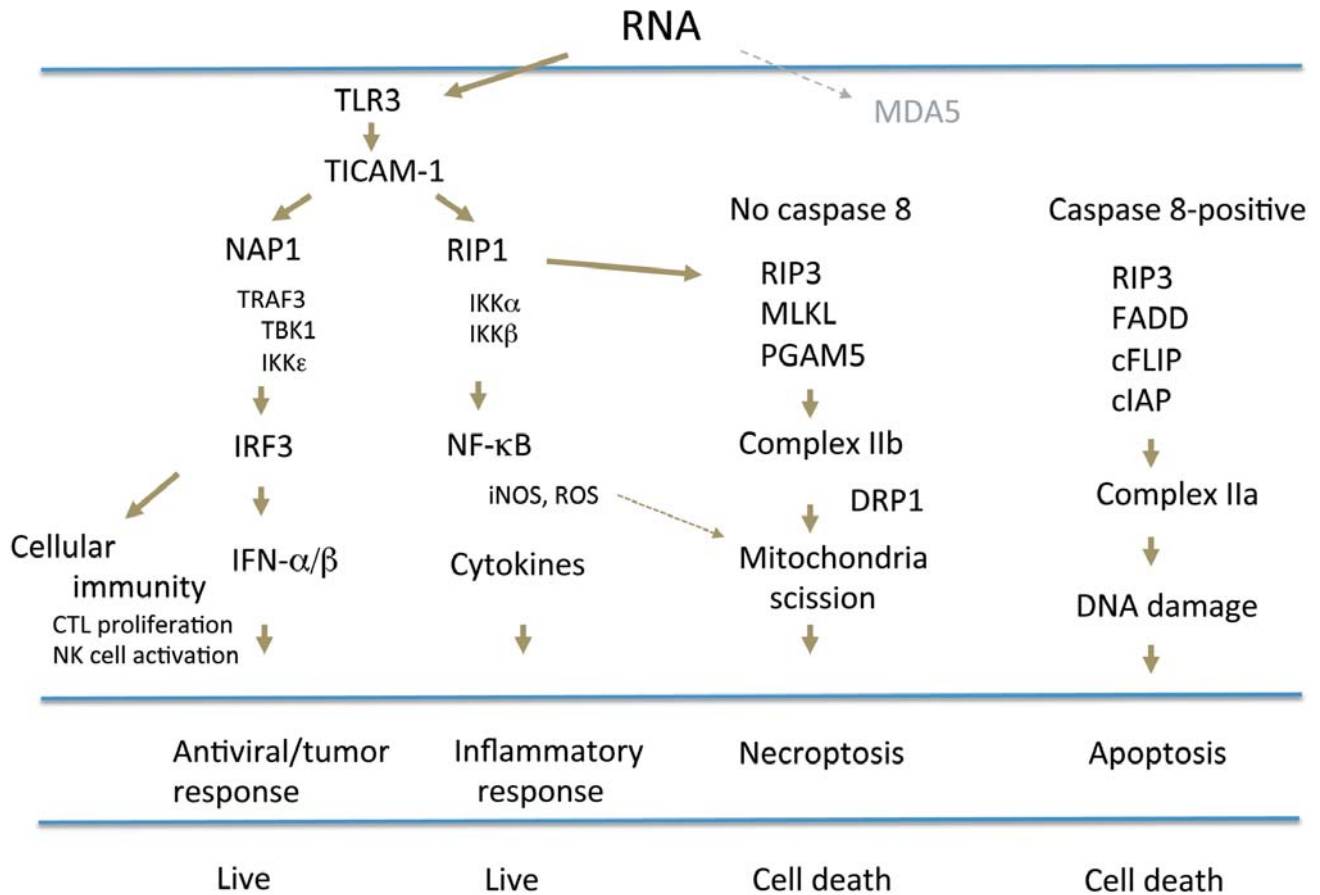 RNA
TLR3
MDA5
TICAM-1
NAP1
TRAF3
TBK1
IKKε
IRF3
Cellular
immunity
CTL proliferation
NK cell activation
IFN-α/β
RIP1
IKKα
IKKβ
NF-κB
iNOS, ROS
Cytokines
No caspase 8
RIP3
MLKL
PGAM5
Complex IIb
DRP1
Mitochondria
scission
Caspase 8-positive
RIP3
FADD
cFLIP
cIAP
Complex IIa
DNA damage
Antiviral/tumor
response
Inflammatory
response
Necroptosis
Apoptosis
Live
Live
Cell death
Cell death